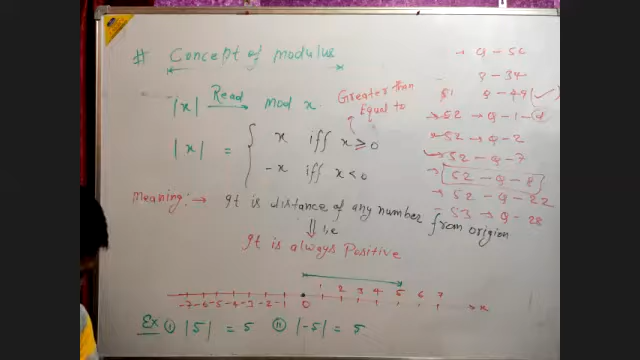 # Concept of modulus
|x| Read → mod x.
Greater than
Equal to
|x| = { x iff x ≥ 0
-x iff x < 0
Meaning:→ It is distance of any number from origion
⇓ i,e
It is always Positive
-7 -6 -5 -4 -3 -2 -1 0 1 2 3 4 5 6 7 x
Ex (i) |5| = 5 (ii) |-5| = 5
→ Q - 50
Q - 34
Q - 49 (✓)
→ 52 → Q - 1 - d
52 → Q - 2
52 - Q - 7
→ 52 - Q - 8
→ 52 - Q - 22
- 53 → Q - 28